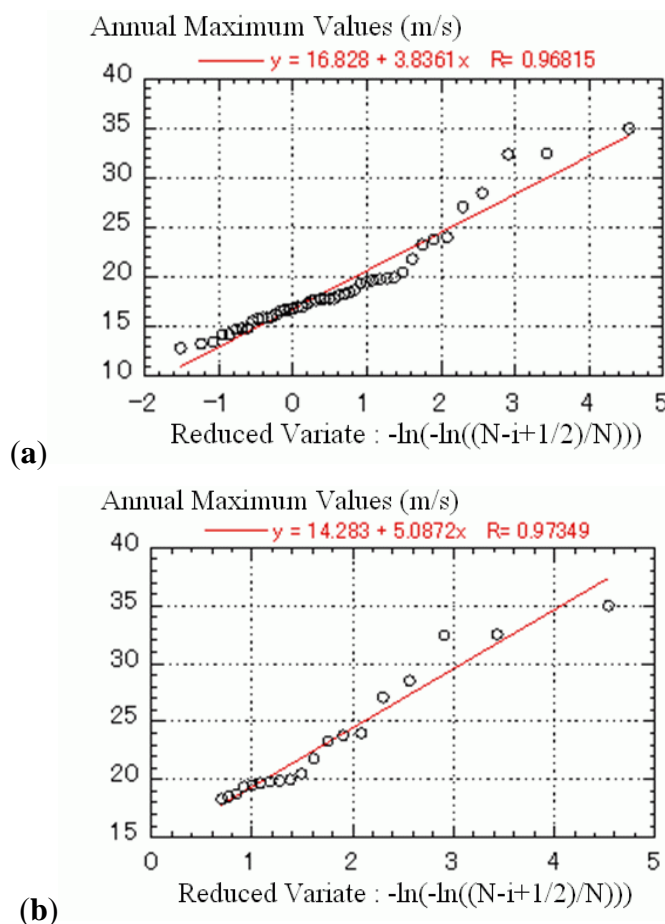 Annual Maximum Values (m/s)
y = 16.828 + 3.8361x R= 0.96815
40
35
30
25
20
15
10
-2 -1 0 1 2 3 4 5
Reduced Variate : -ln(-ln((N-i+1/2)/N)))
(a)
Annual Maximum Values (m/s)
y = 14.283 + 5.0872x R= 0.97349
40
35
30
25
20
15
0 1 2 3 4 5
Reduced Variate : -ln(-ln((N-i+1/2)/N)))
(b)